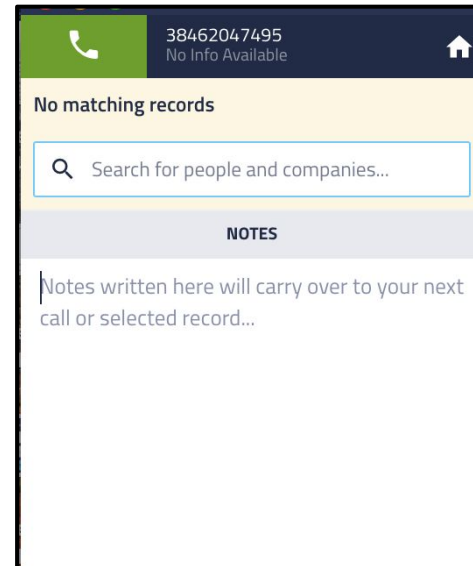 38462047495
No Info Available
No matching records
Search for people and companies...
NOTES
Notes written here will carry over to your next
call or selected record...